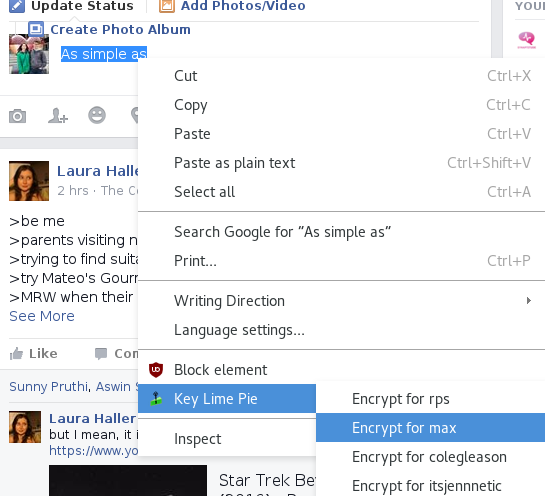 Update Status
Add Photos/Video
YOU
Create Photo Album
As simple as
Cut Ctrl+X
Copy Ctrl+C
Paste Ctrl+V
Paste as plain text Ctrl+Shift+V
Select all Ctrl+A
Search Google for “As simple as”
Print... Ctrl+P
Writing Direction
Language settings...
Block element
Key Lime Pie
Inspect
Encrypt for rps
Encrypt for max
Encrypt for colegleason
Encrypt for itsjennnetic
Laura Halle
2 hrs · The Co
>be me
>parents visiting n
>trying to find suita
>try Mateo's Gourn
>MRW when their
See More
Like
Com
Sunny Pruthi, Aswin S
Laura Haller
but I mean, it i
https://www.yo
Star Trek Be